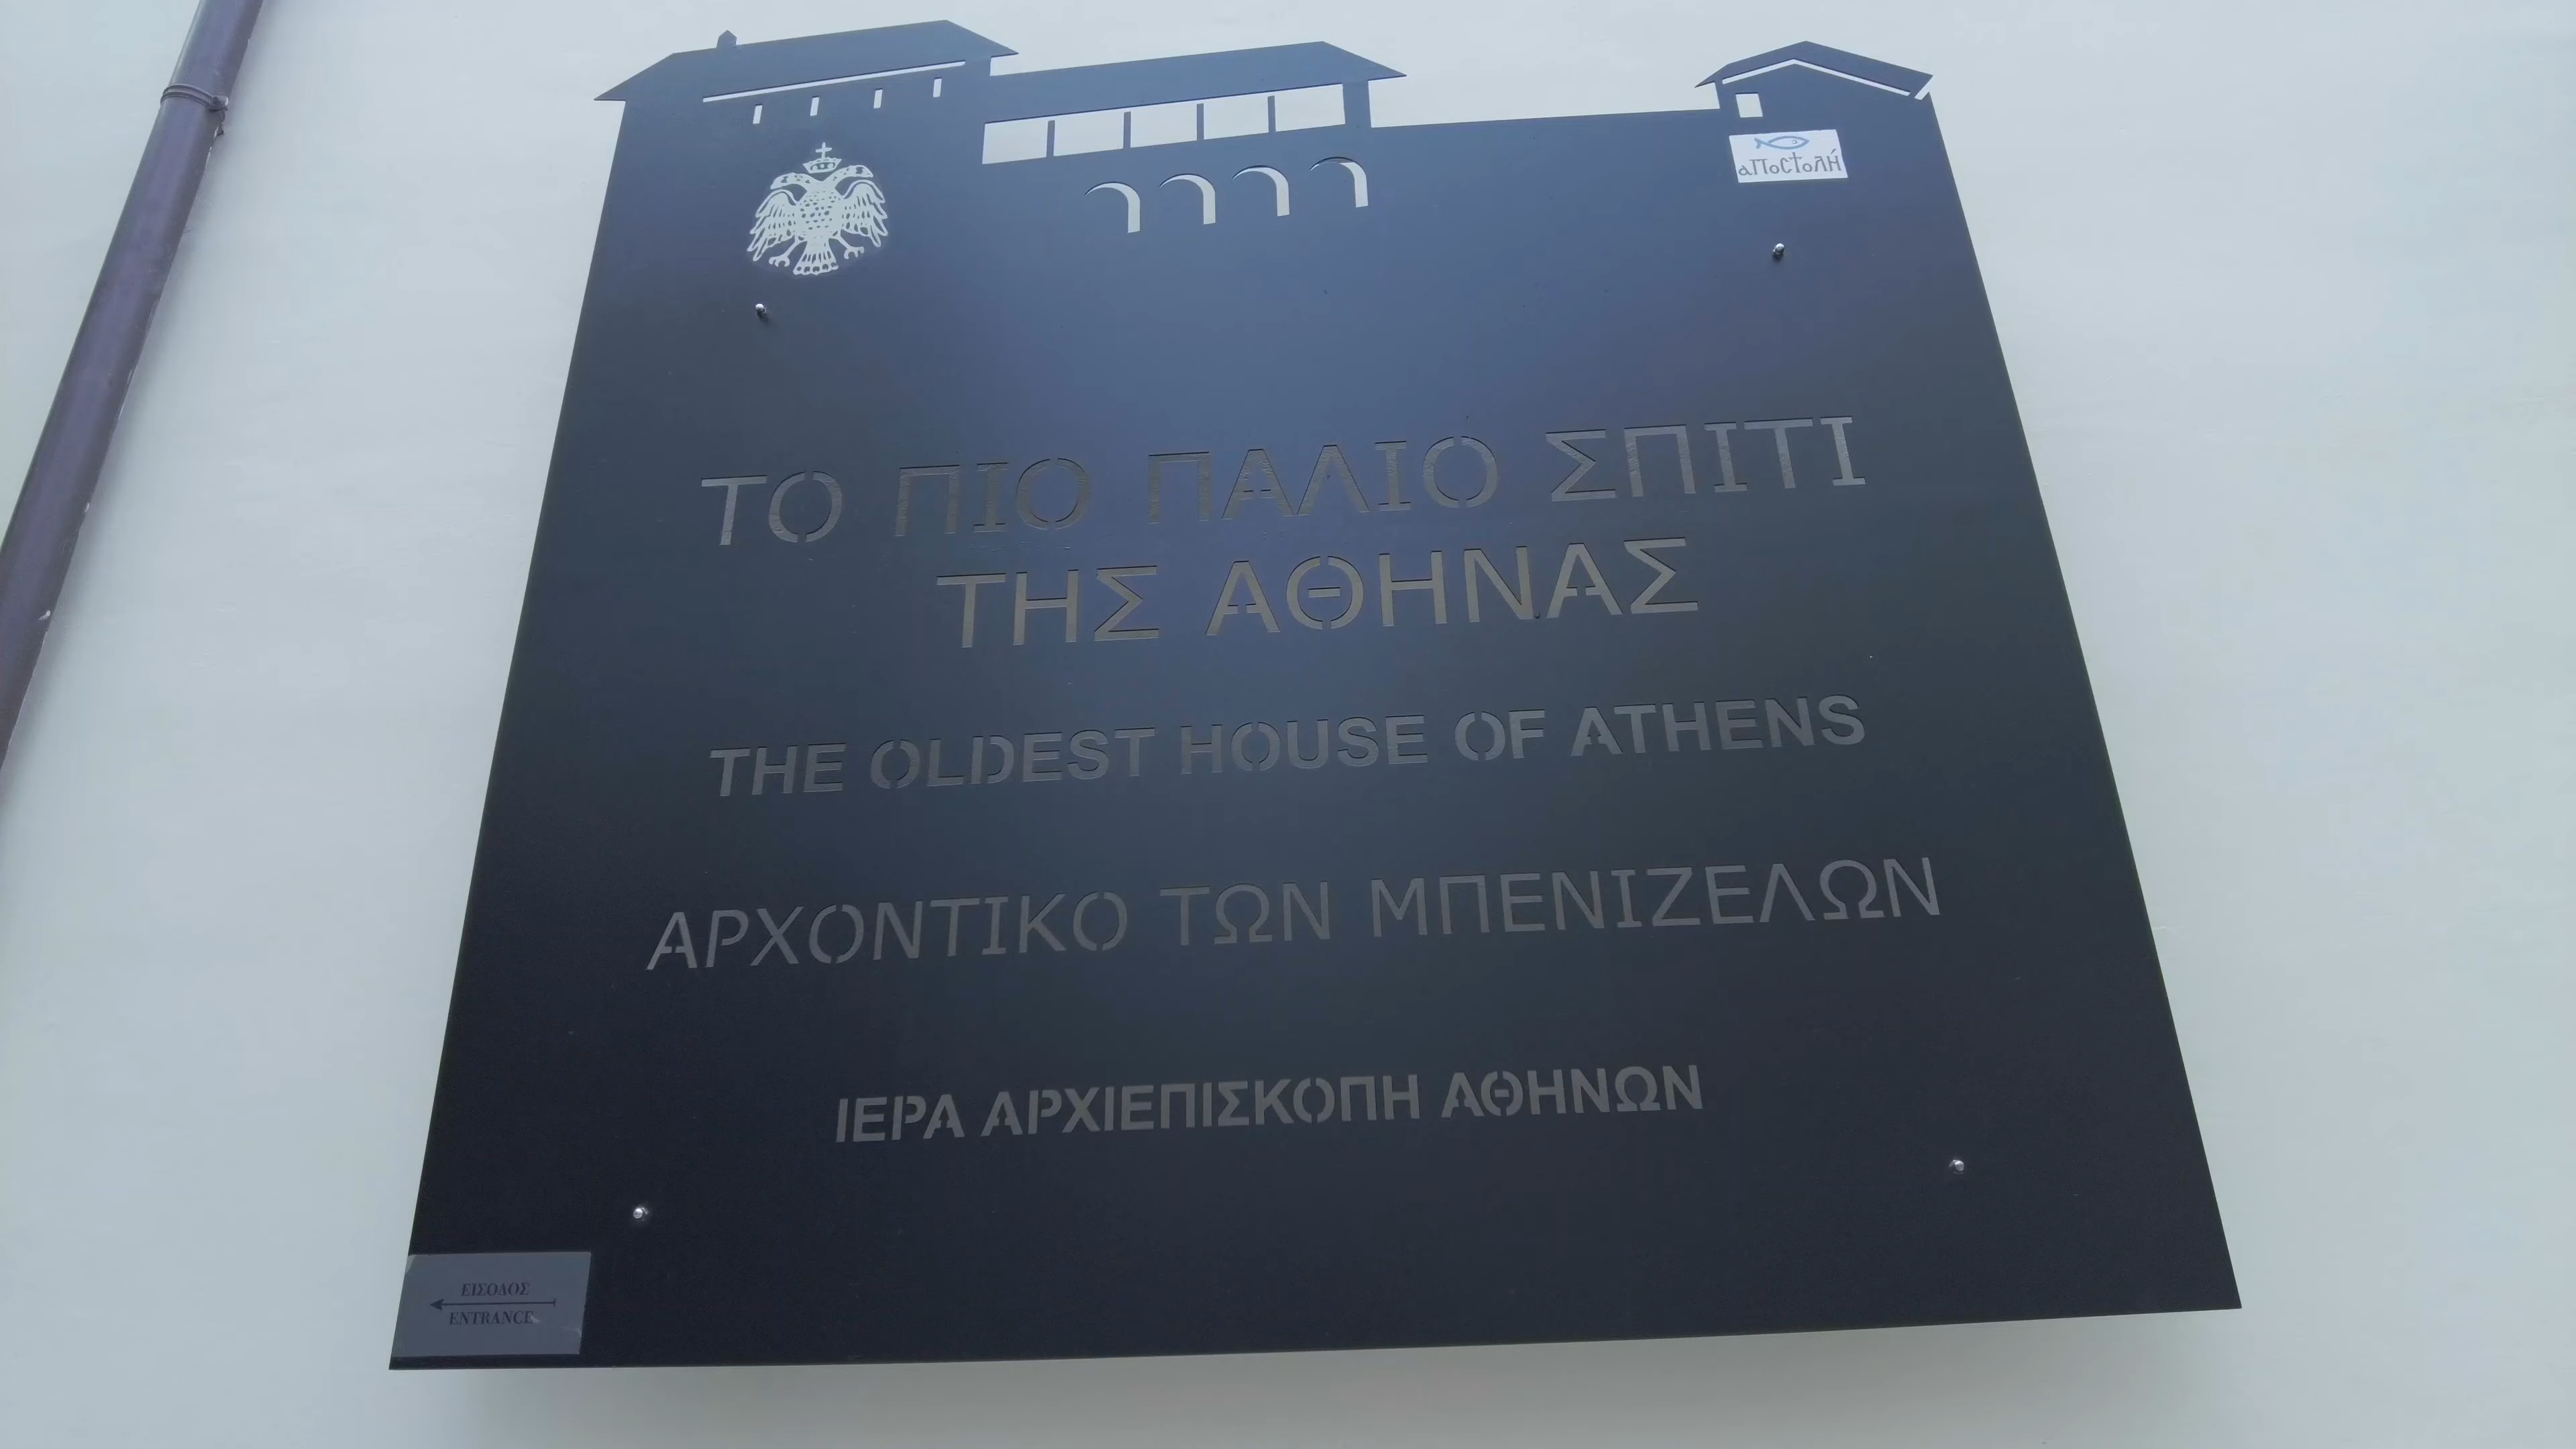 αποστολή
ΤΟ ΠΙΟ ΠΑΛΙΟ ΣΠΙΤΙ
ΤΗΣ ΑΘΗΝΑΣ
THE OLDEST HOUSE OF ATHENS
ΑΡΧΟΝΤΙΚΟ ΤΩΝ ΜΠΕΝΙΖΕΛΩΝ
ΙΕΡΑ ΑΡΧΙΕΠΙΣΚΟΠΗ ΑΘΗΝΩΝ
ΕΙΣΟΔΟΣ
ENTRANCE